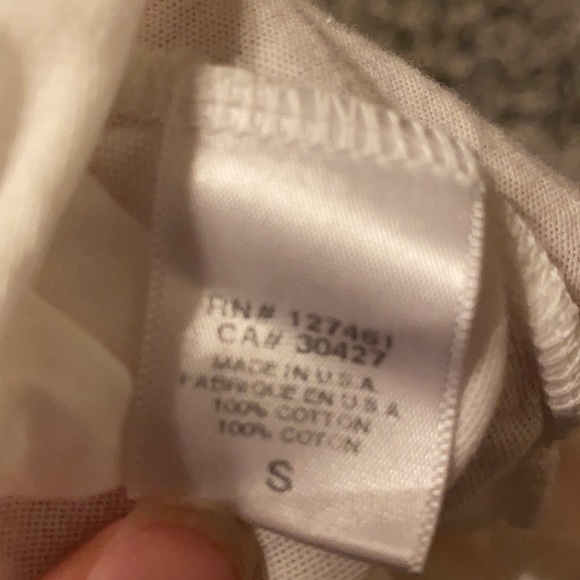 RN# 127461
CA# 30427
MADE IN U.S.A
FABRIQUE EN U.S.A
100% COTTON
100% COTON
S